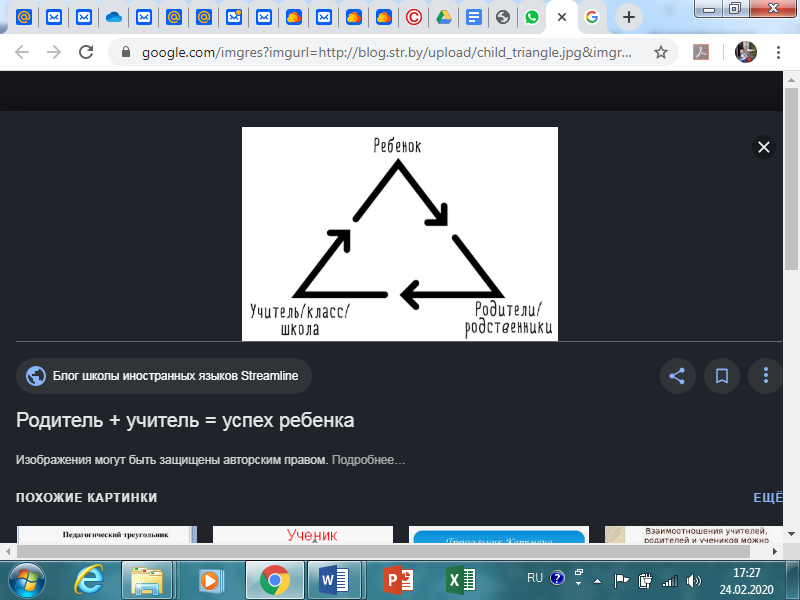 google.com/imgres?imgurl=http://blog.str.by/upload/child_triangle.jpg&imgr...
Ребенок
Учитель/класс/
школа
Родители/
родственники
Блог школы иностранных языков Streamline
Родитель + учитель = успех ребенка
Изображения могут быть защищены авторским правом. Подробнее...
ПОХОЖИЕ КАРТИНКИ
ЕЩЁ
Педагогический треугольник
Ученик
Треугольник Карпмана
Взаимоотношения учителей,
родителей и учеников можно
RU
17:27
24.02.2020